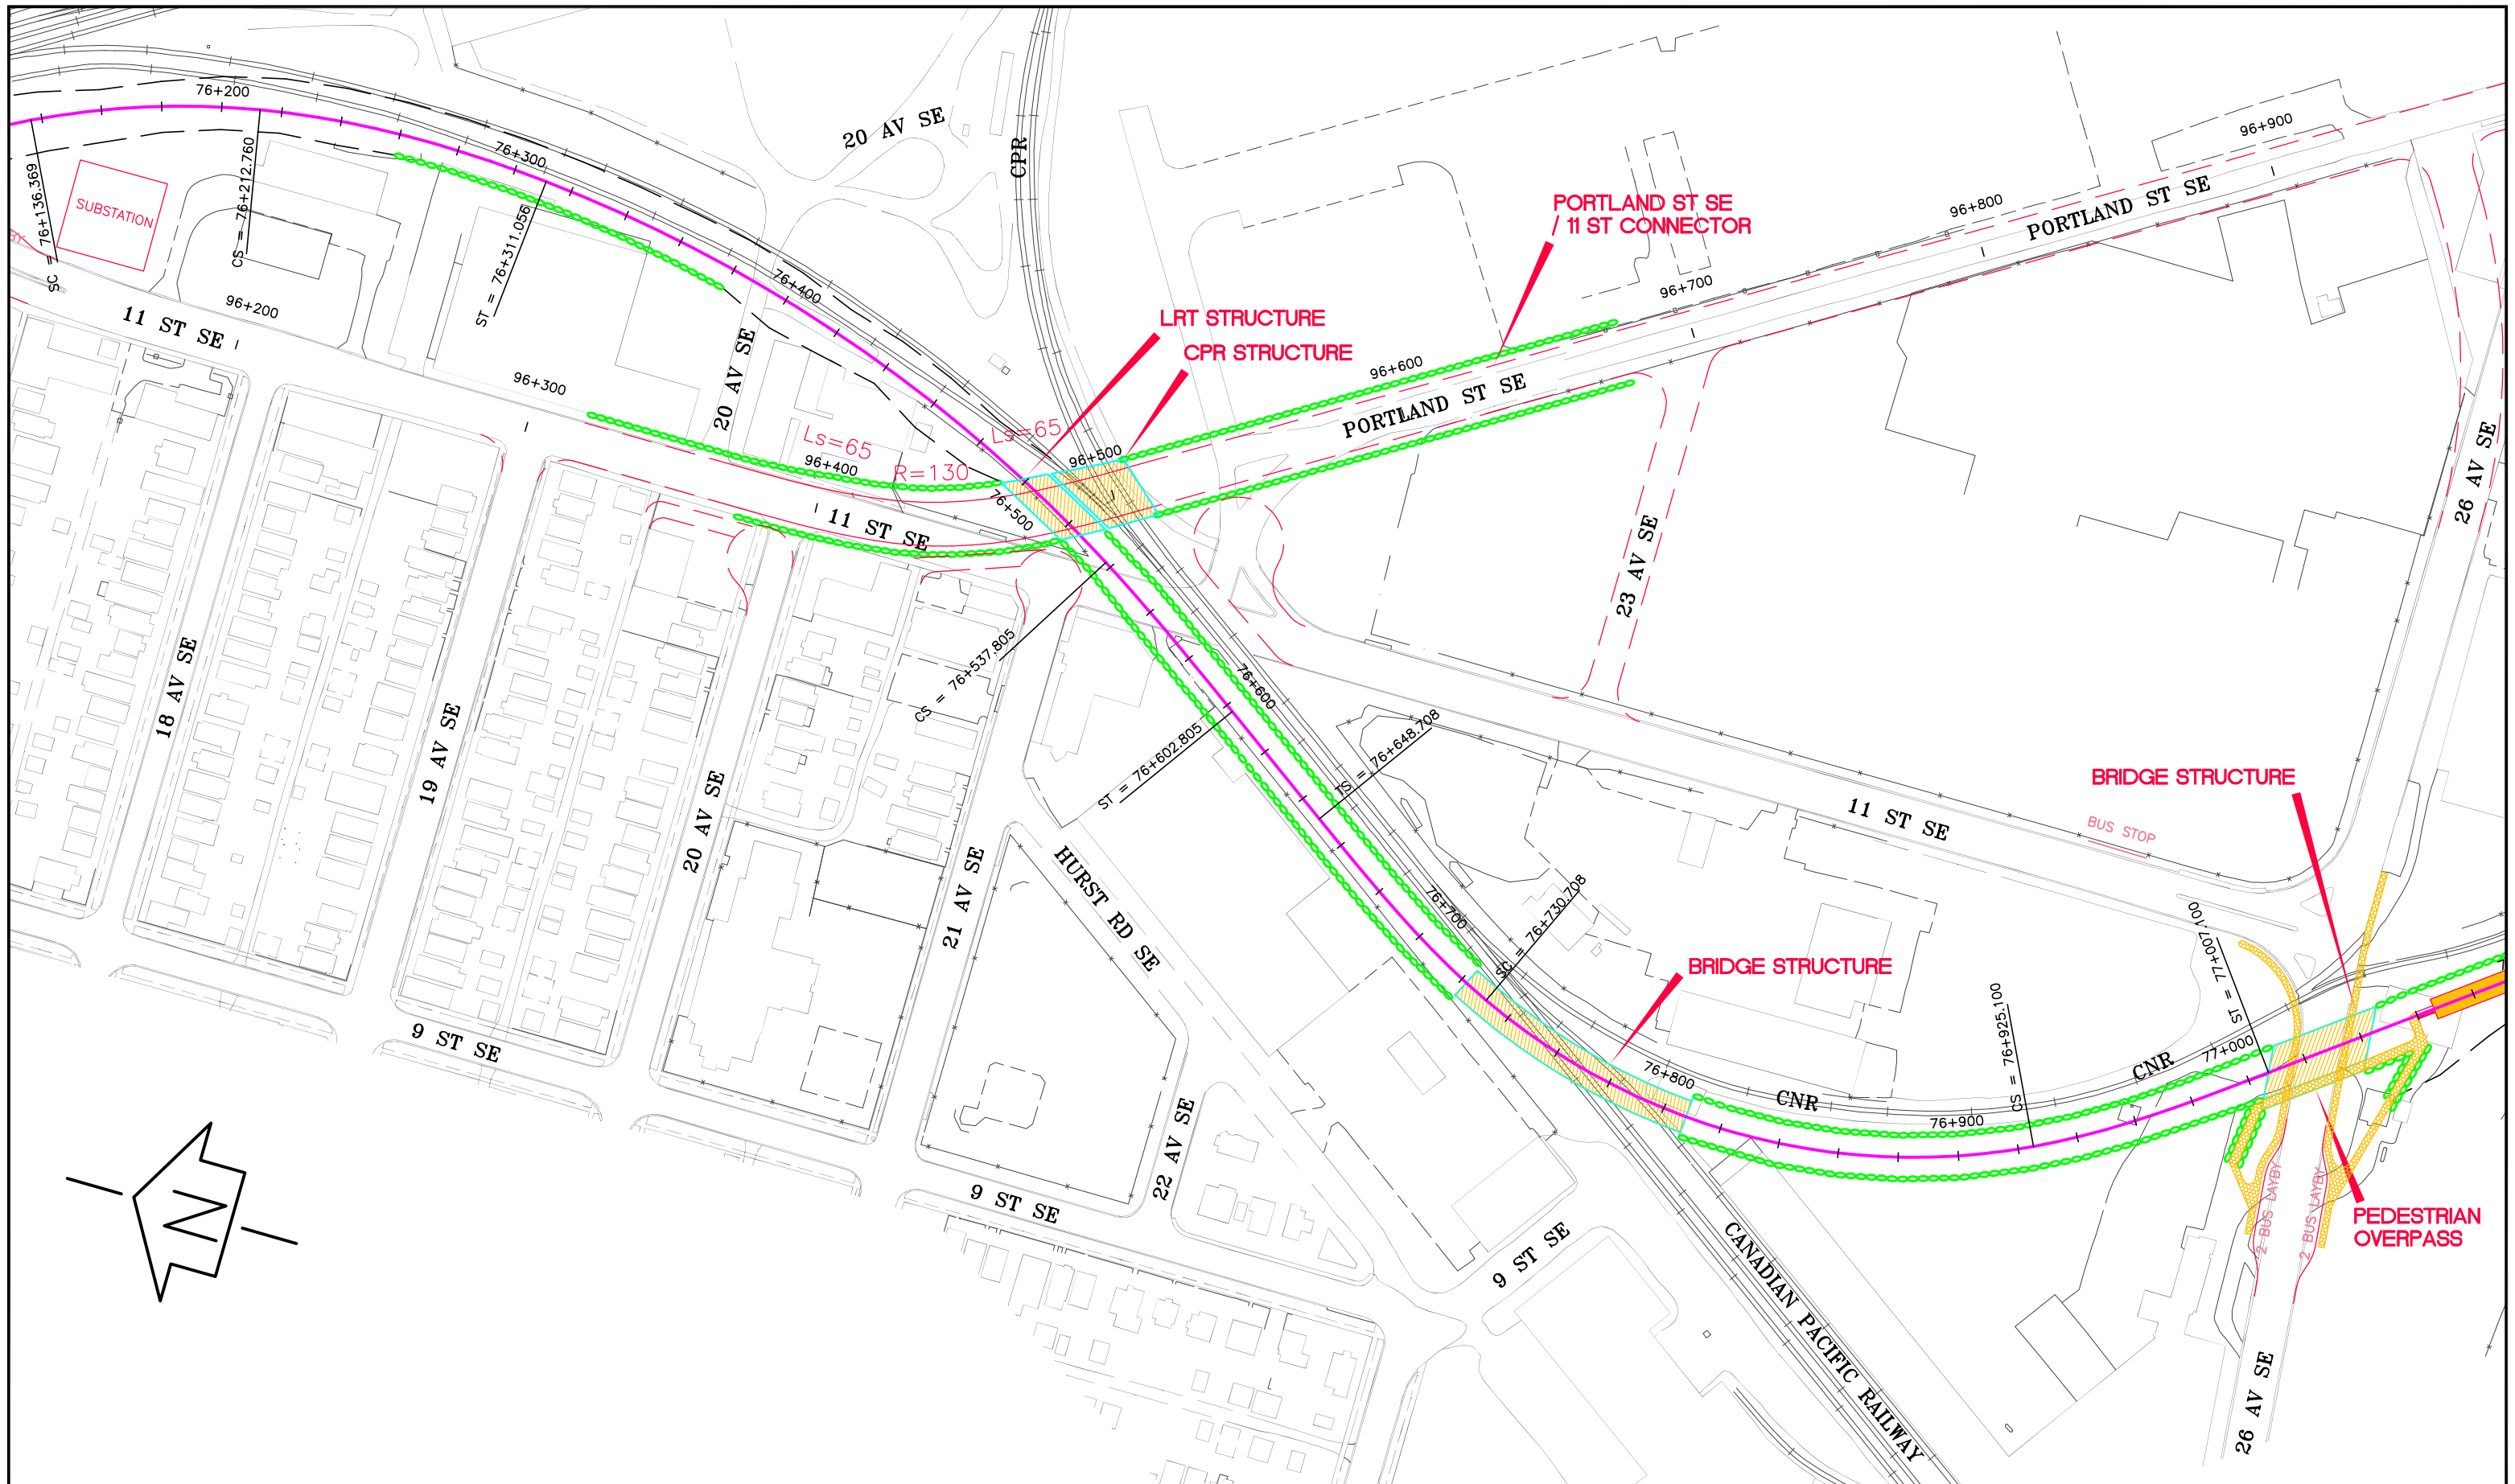 76+200
76+136.369
SC =
CS = 76+212.760
SUBSTATION
76+300
ST = 76+311.056
20 AV SE
CPR
76+400
11 ST SE
96+200
96+300
20 AV SE
LRT STRUCTURE
CPR STRUCTURE
Ls=65
Ls=65
R=130
96+400
96+500
76+500
11 ST SE
PORTLAND ST SE
/ 11 ST CONNECTOR
96+600
96+700
96+800
96+900
PORTLAND ST SE
PORTLAND ST SE
23 AV SE
26 AV SE
18 AV SE
19 AV SE
20 AV SE
21 AV SE
22 AV SE
HURST RD SE
CS = 76+537.805
ST = 76+602.805
76+600
TS = 76+648.708
76+700
SC = 76+730.708
11 ST SE
BUS STOP
BRIDGE STRUCTURE
BRIDGE STRUCTURE
76+800
CNR
76+900
CS = 76+925.100
CNR
77+000
ST = 77+007.100
2 BUS LAYBY
2 BUS LAYBY
PEDESTRIAN
OVERPASS
9 ST SE
9 ST SE
9 ST SE
CANADIAN PACIFIC RAILWAY
26 AV SE
N